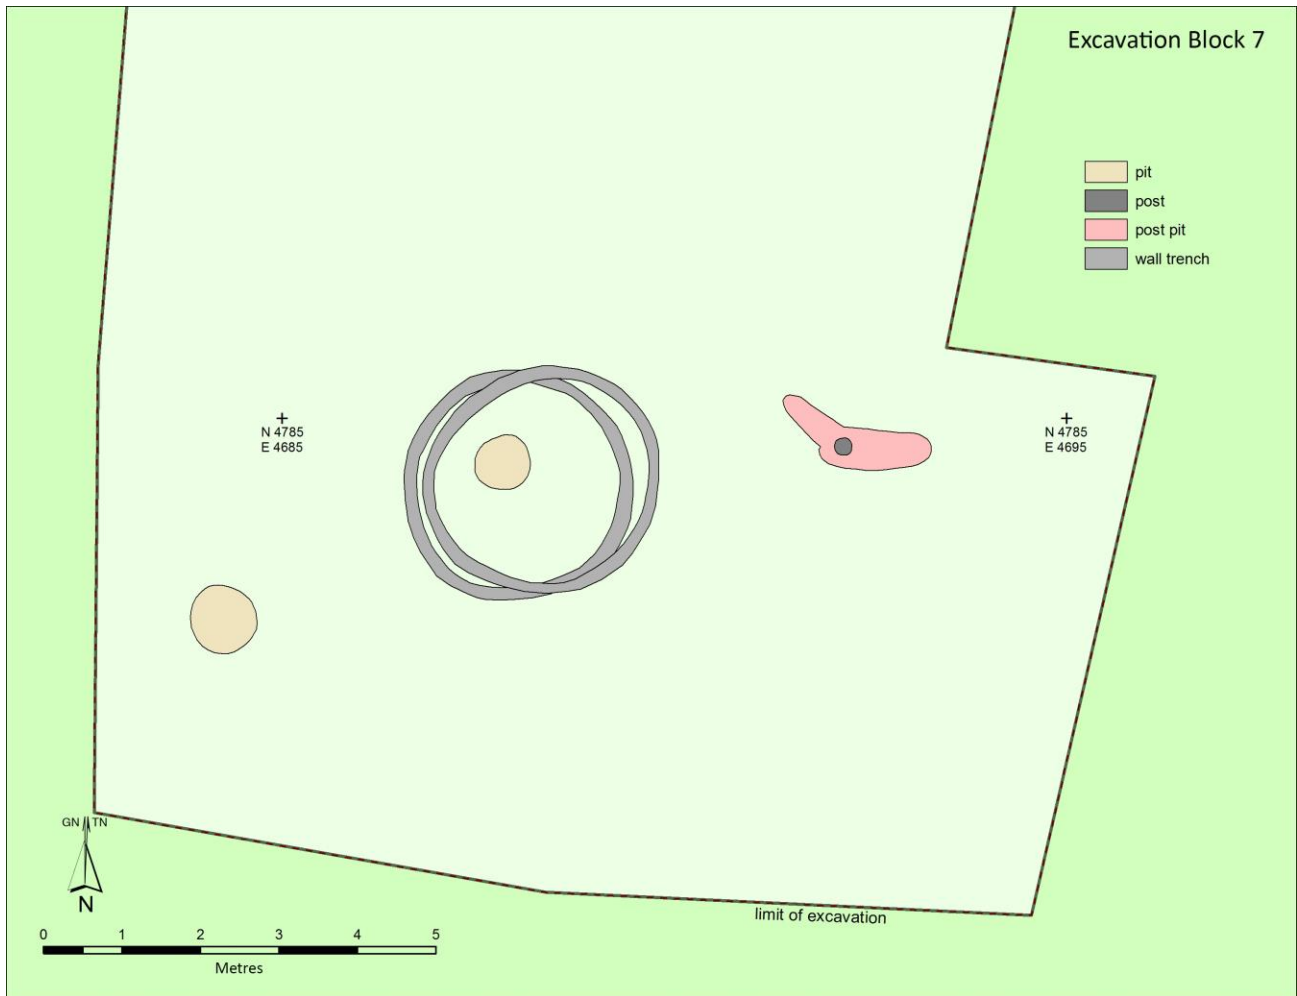 Excavation Block 7
pit
post
post pit
wall trench
N 4785
E 4685
N 4785
E 4695
GN TN
N
limit of excavation
0 1 2 3 4 5
Metres